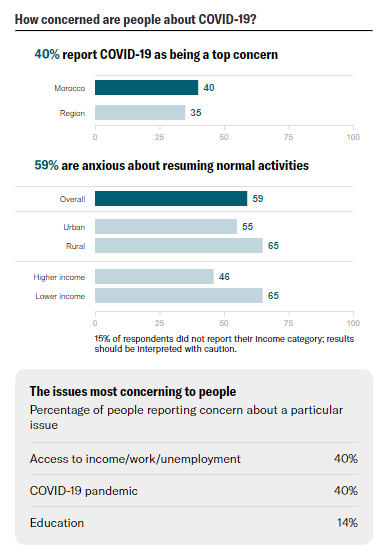 How concerned are people about COVID-19?
40% report COVID-19 as being a top concern
Morocco 40
Region 35
0 25 50 75 100
59% are anxious about resuming normal activities
Overall 59
Urban 55
Rural 65
Higher income 46
Lower income 65
0 25 50 75 100
15% of respondents did not report their income category; results
should be interpreted with caution.
The issues most concerning to people
Percentage of people reporting concern about a particular
issue
Access to income/work/unemployment 40%
COVID-19 pandemic 40%
Education 14%